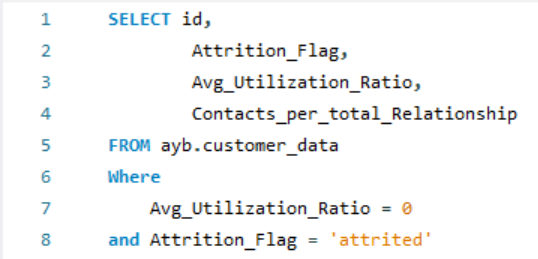 1 SELECT id,
2 Attrition_Flag,
3 Avg_Utilization_Ratio,
4 Contacts_per_total_Relationship
5 FROM ayb.customer_data
6 Where
7 Avg_Utilization_Ratio = 0
8 and Attrition_Flag = 'attrited'